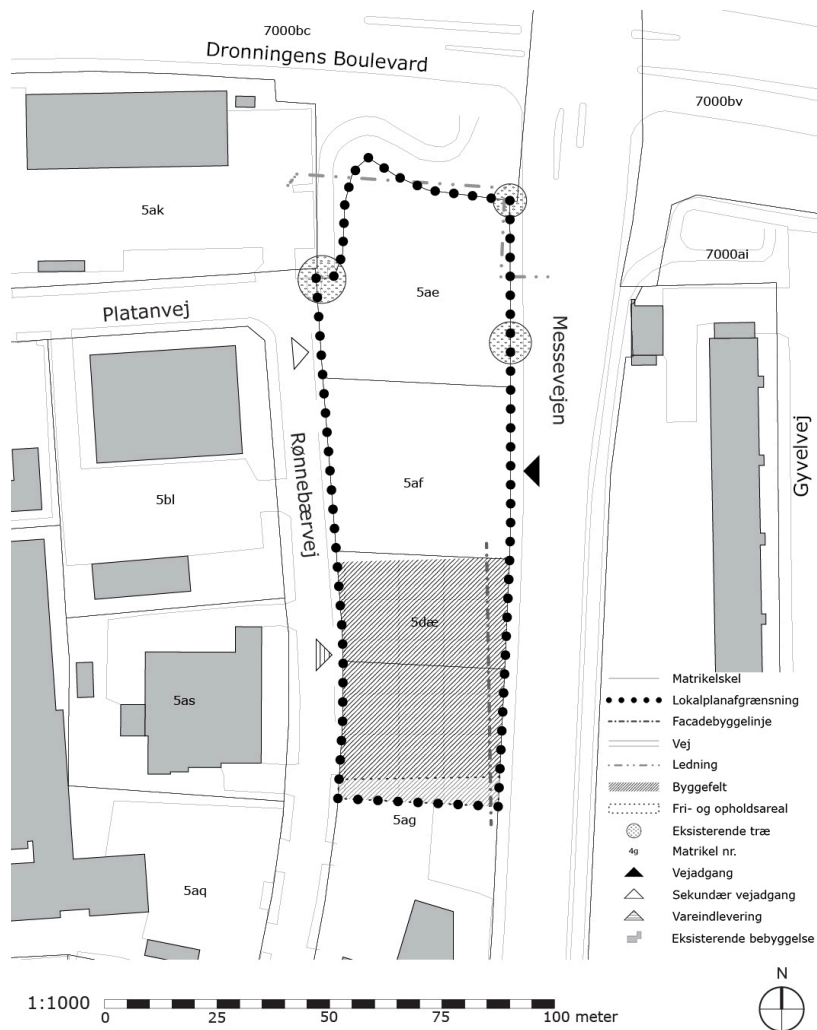 7000bc
Dronningens Boulevard
7000bv
5ak
7000ai
5ae
Platanvej
Messevejen
Gyvelvej
Rønnebærvej
5af
5bl
5dæ
5as
5ag
5aq
Matrikelskel
Lokalplanafgrænsning
Facadebyggelinje
Vej
Ledning
Byggefelt
Fri- og opholdsareal
Eksisterende træ
4g Matrikel nr.
Vejadgang
Sekundær vejadgang
Vareindlevering
Eksisterende bebyggelse
N
1:1000
0 25 50 100 meter